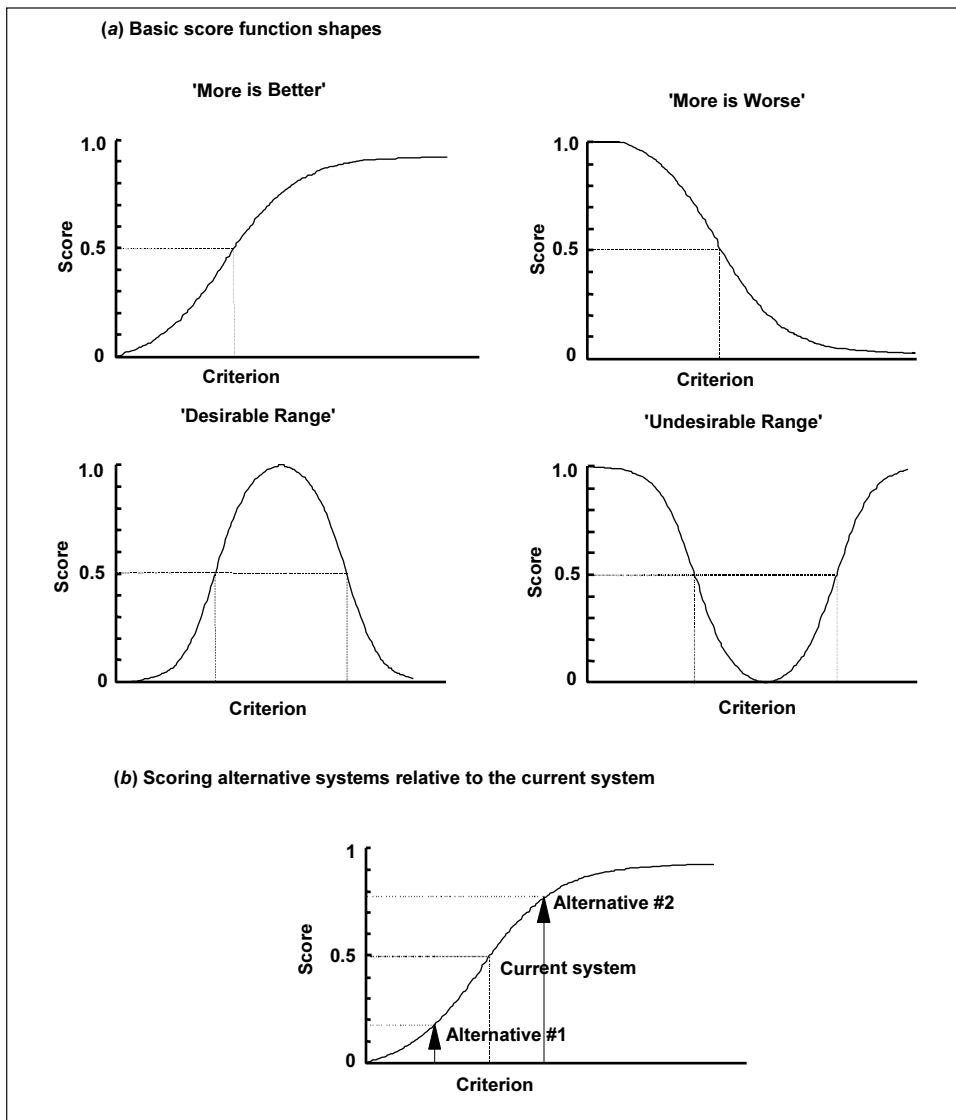 (a) Basic score function shapes
'More is Better'
1.0
0.5
0
Score
Criterion
'More is Worse'
1.0
0.5
0
Score
Criterion
'Desirable Range'
1.0
0.5
0
Score
Criterion
'Undesirable Range'
1.0
0.5
0
Score
Criterion
(b) Scoring alternative systems relative to the current system
1
0.5
0
Score
Alternative #2
Current system
Alternative #1
Criterion